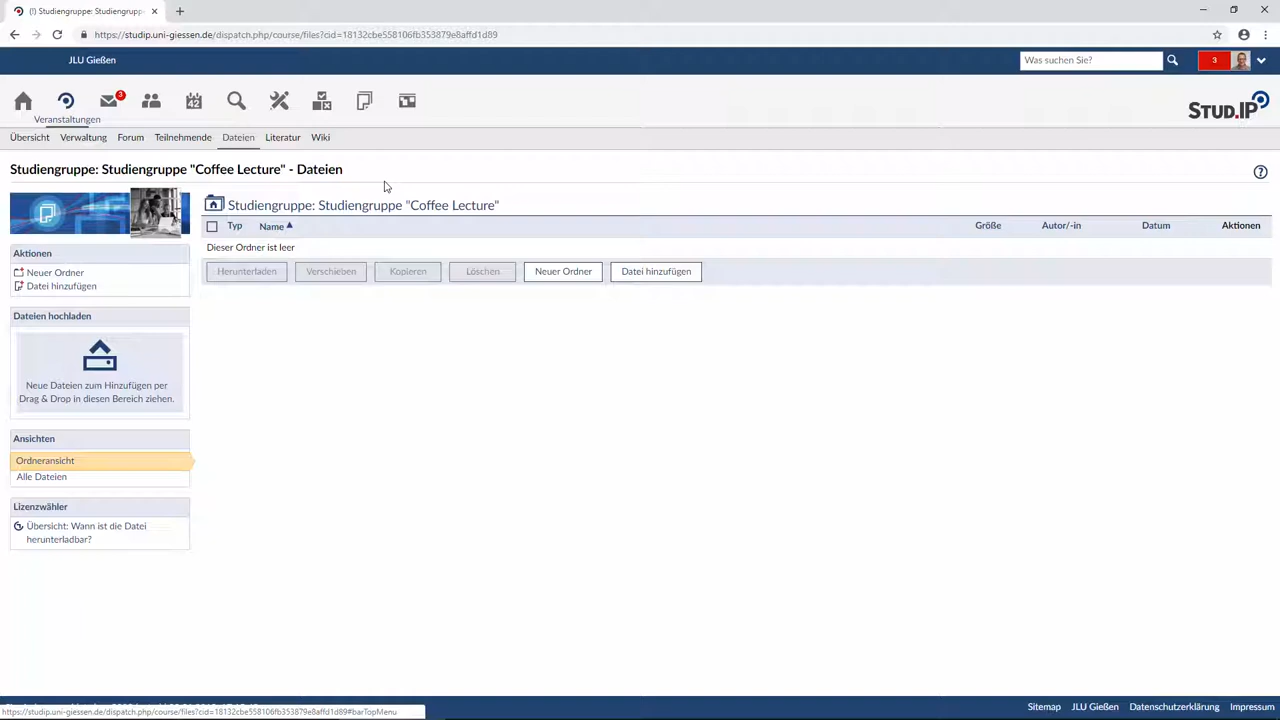 (!) Studiengruppe: Studiengrupp
https://studip.uni-giessen.de/dispatch.php/course/files?cid=18132cbe558106fb353879e8affd1d89
JLU Gießen
Was suchen Sie?
3
3
42
Veranstaltungen
STUD.IP
Übersicht Verwaltung Forum Teilnehmende Dateien Literatur Wiki
Studiengruppe: Studiengruppe "Coffee Lecture" - Dateien
Studiengruppe: Studiengruppe "Coffee Lecture"
Typ Name Größe Autor/-in Datum Aktionen
Dieser Ordner ist leer
Herunterladen Verschieben Kopieren Löschen Neuer Ordner Datei hinzufügen
Aktionen
Neuer Ordner
Datei hinzufügen
Dateien hochladen
Neue Dateien zum Hinzufügen per
Drag & Drop in diesen Bereich ziehen.
Ansichten
Ordneransicht
Alle Dateien
Lizenzwähler
Übersicht: Wann ist die Datei
herunterladbar?
Sitemap JLU Gießen Datenschutzerklärung Impressum
https://studip.uni-giessen.de/dispatch.php/course/files?cid=18132cbe558106fb353879e8affd1d89#barTopMenu